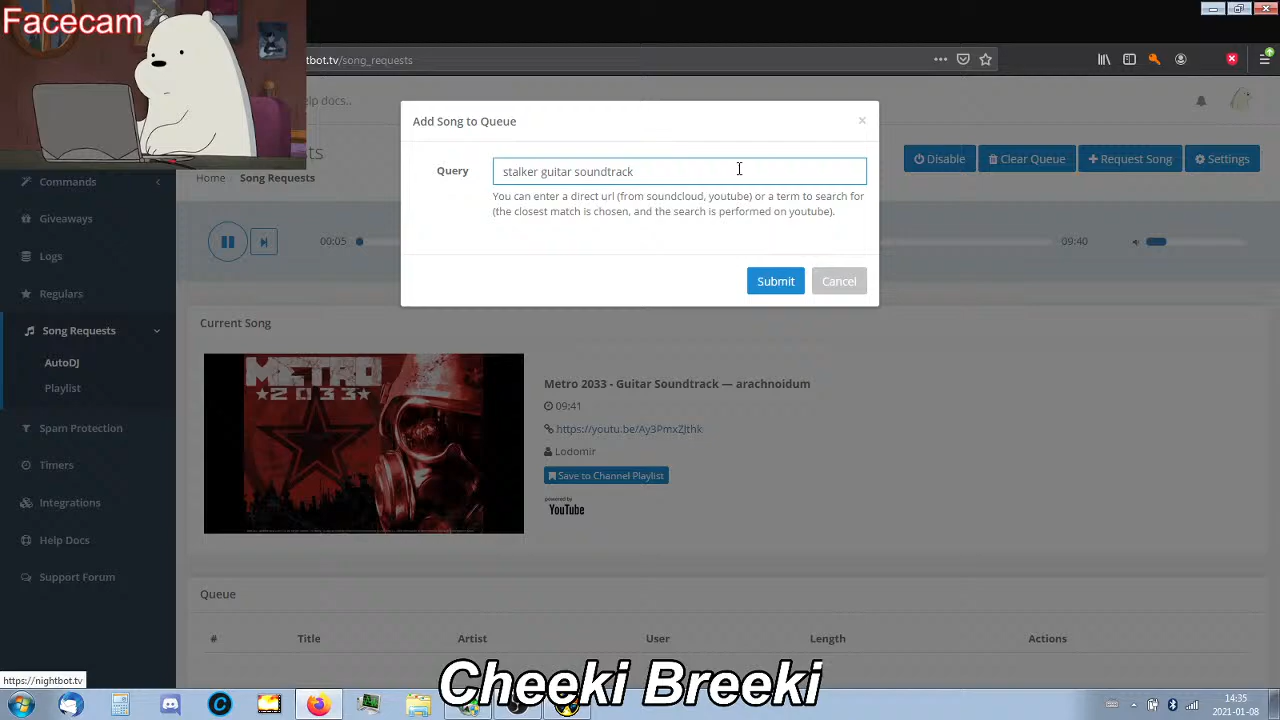 Facecam
tbot.tv/song_requests
elp docs..
Add Song to Queue
×
ts
Query
stalker guitar soundtrack
You can enter a direct url (from soundcloud, youtube) or a term to search for
(the closest match is chosen, and the search is performed on youtube).
Disable
Clear Queue
Request Song
Settings
Commands
Home
Song Requests
Giveaways
00:05
09:40
Logs
Submit
Cancel
Regulars
Song Requests
Current Song
AutoDJ
Playlist
METRO
2033
Metro 2033 - Guitar Soundtrack — arachnoidum
09:41
https://youtu.be/Ay3PmxZJthk
Lodomir
Save to Channel Playlist
powered by
YouTube
Spam Protection
Timers
Integrations
Help Docs
Support Forum
Queue
#
Title
Artist
User
Length
Actions
https://nightbot.tv
Cheeki Breeki
14:35
2021-01-08